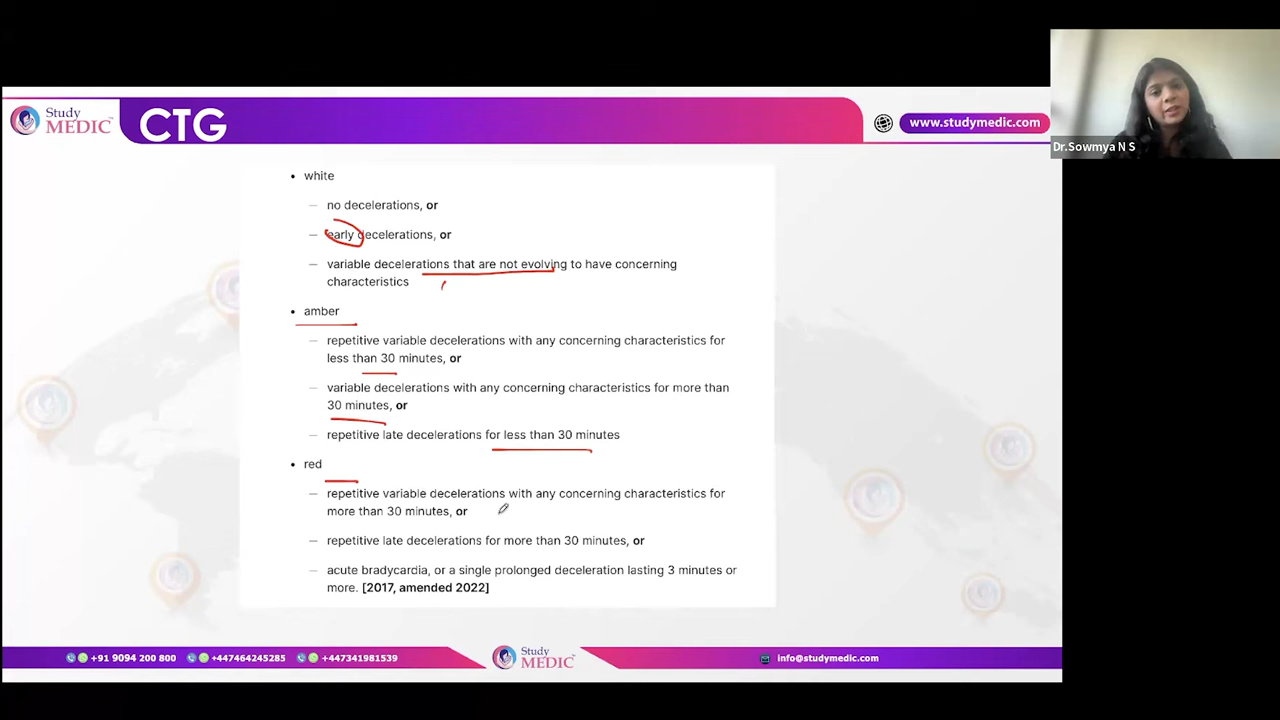 Study
MEDIC
CTG
www.studymedic.com
Dr.Sowmya N S
• white
– no decelerations, or
– early decelerations, or
– variable decelerations that are not evolving to have concerning
characteristics
• amber
– repetitive variable decelerations with any concerning characteristics for
less than 30 minutes, or
– variable decelerations with any concerning characteristics for more than
30 minutes, or
– repetitive late decelerations for less than 30 minutes
• red
– repetitive variable decelerations with any concerning characteristics for
more than 30 minutes, or
– repetitive late decelerations for more than 30 minutes, or
– acute bradycardia, or a single prolonged deceleration lasting 3 minutes or
more. [2017, amended 2022]
+91 9094 200 800 +447464245285 +447341981539
Study
MEDIC
info@studymedic.com